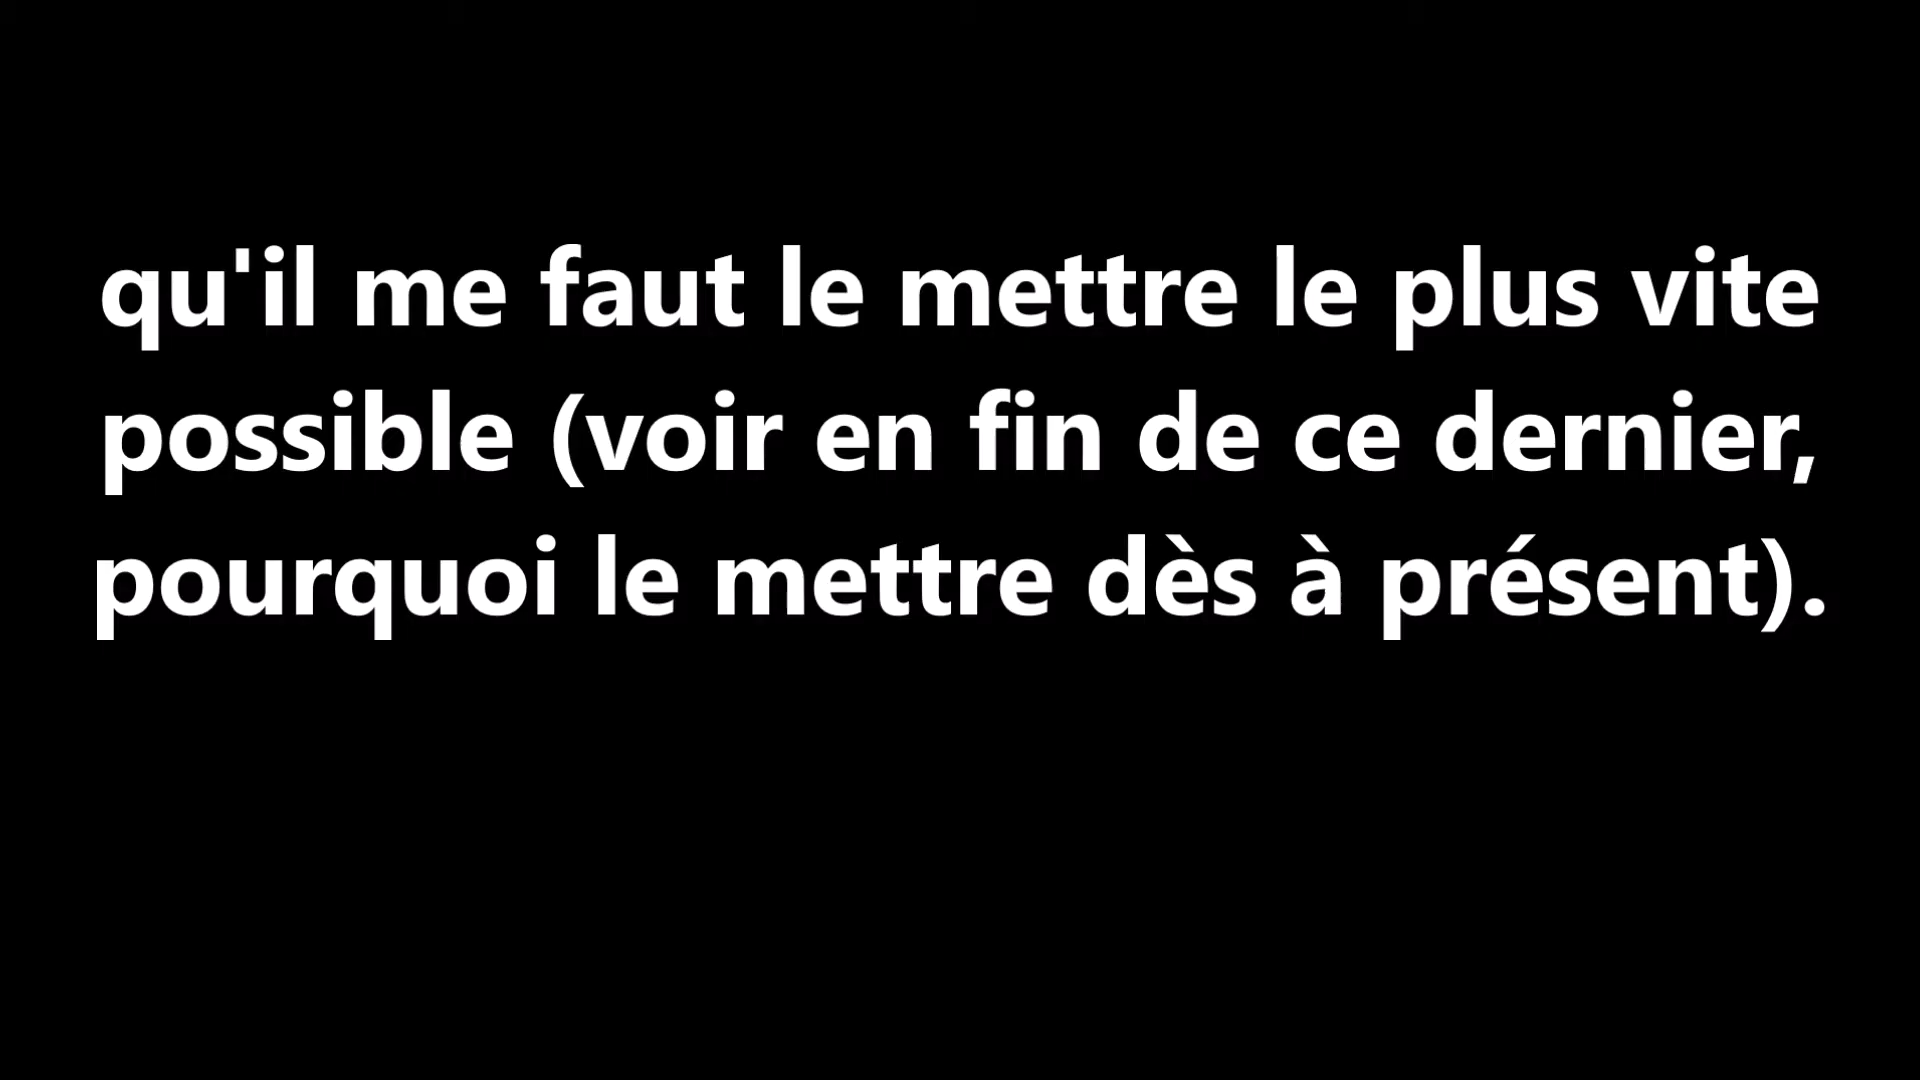 qu'il me faut le mettre le plus vite
possible (voir en fin de ce dernier,
pourquoi le mettre dès à présent).